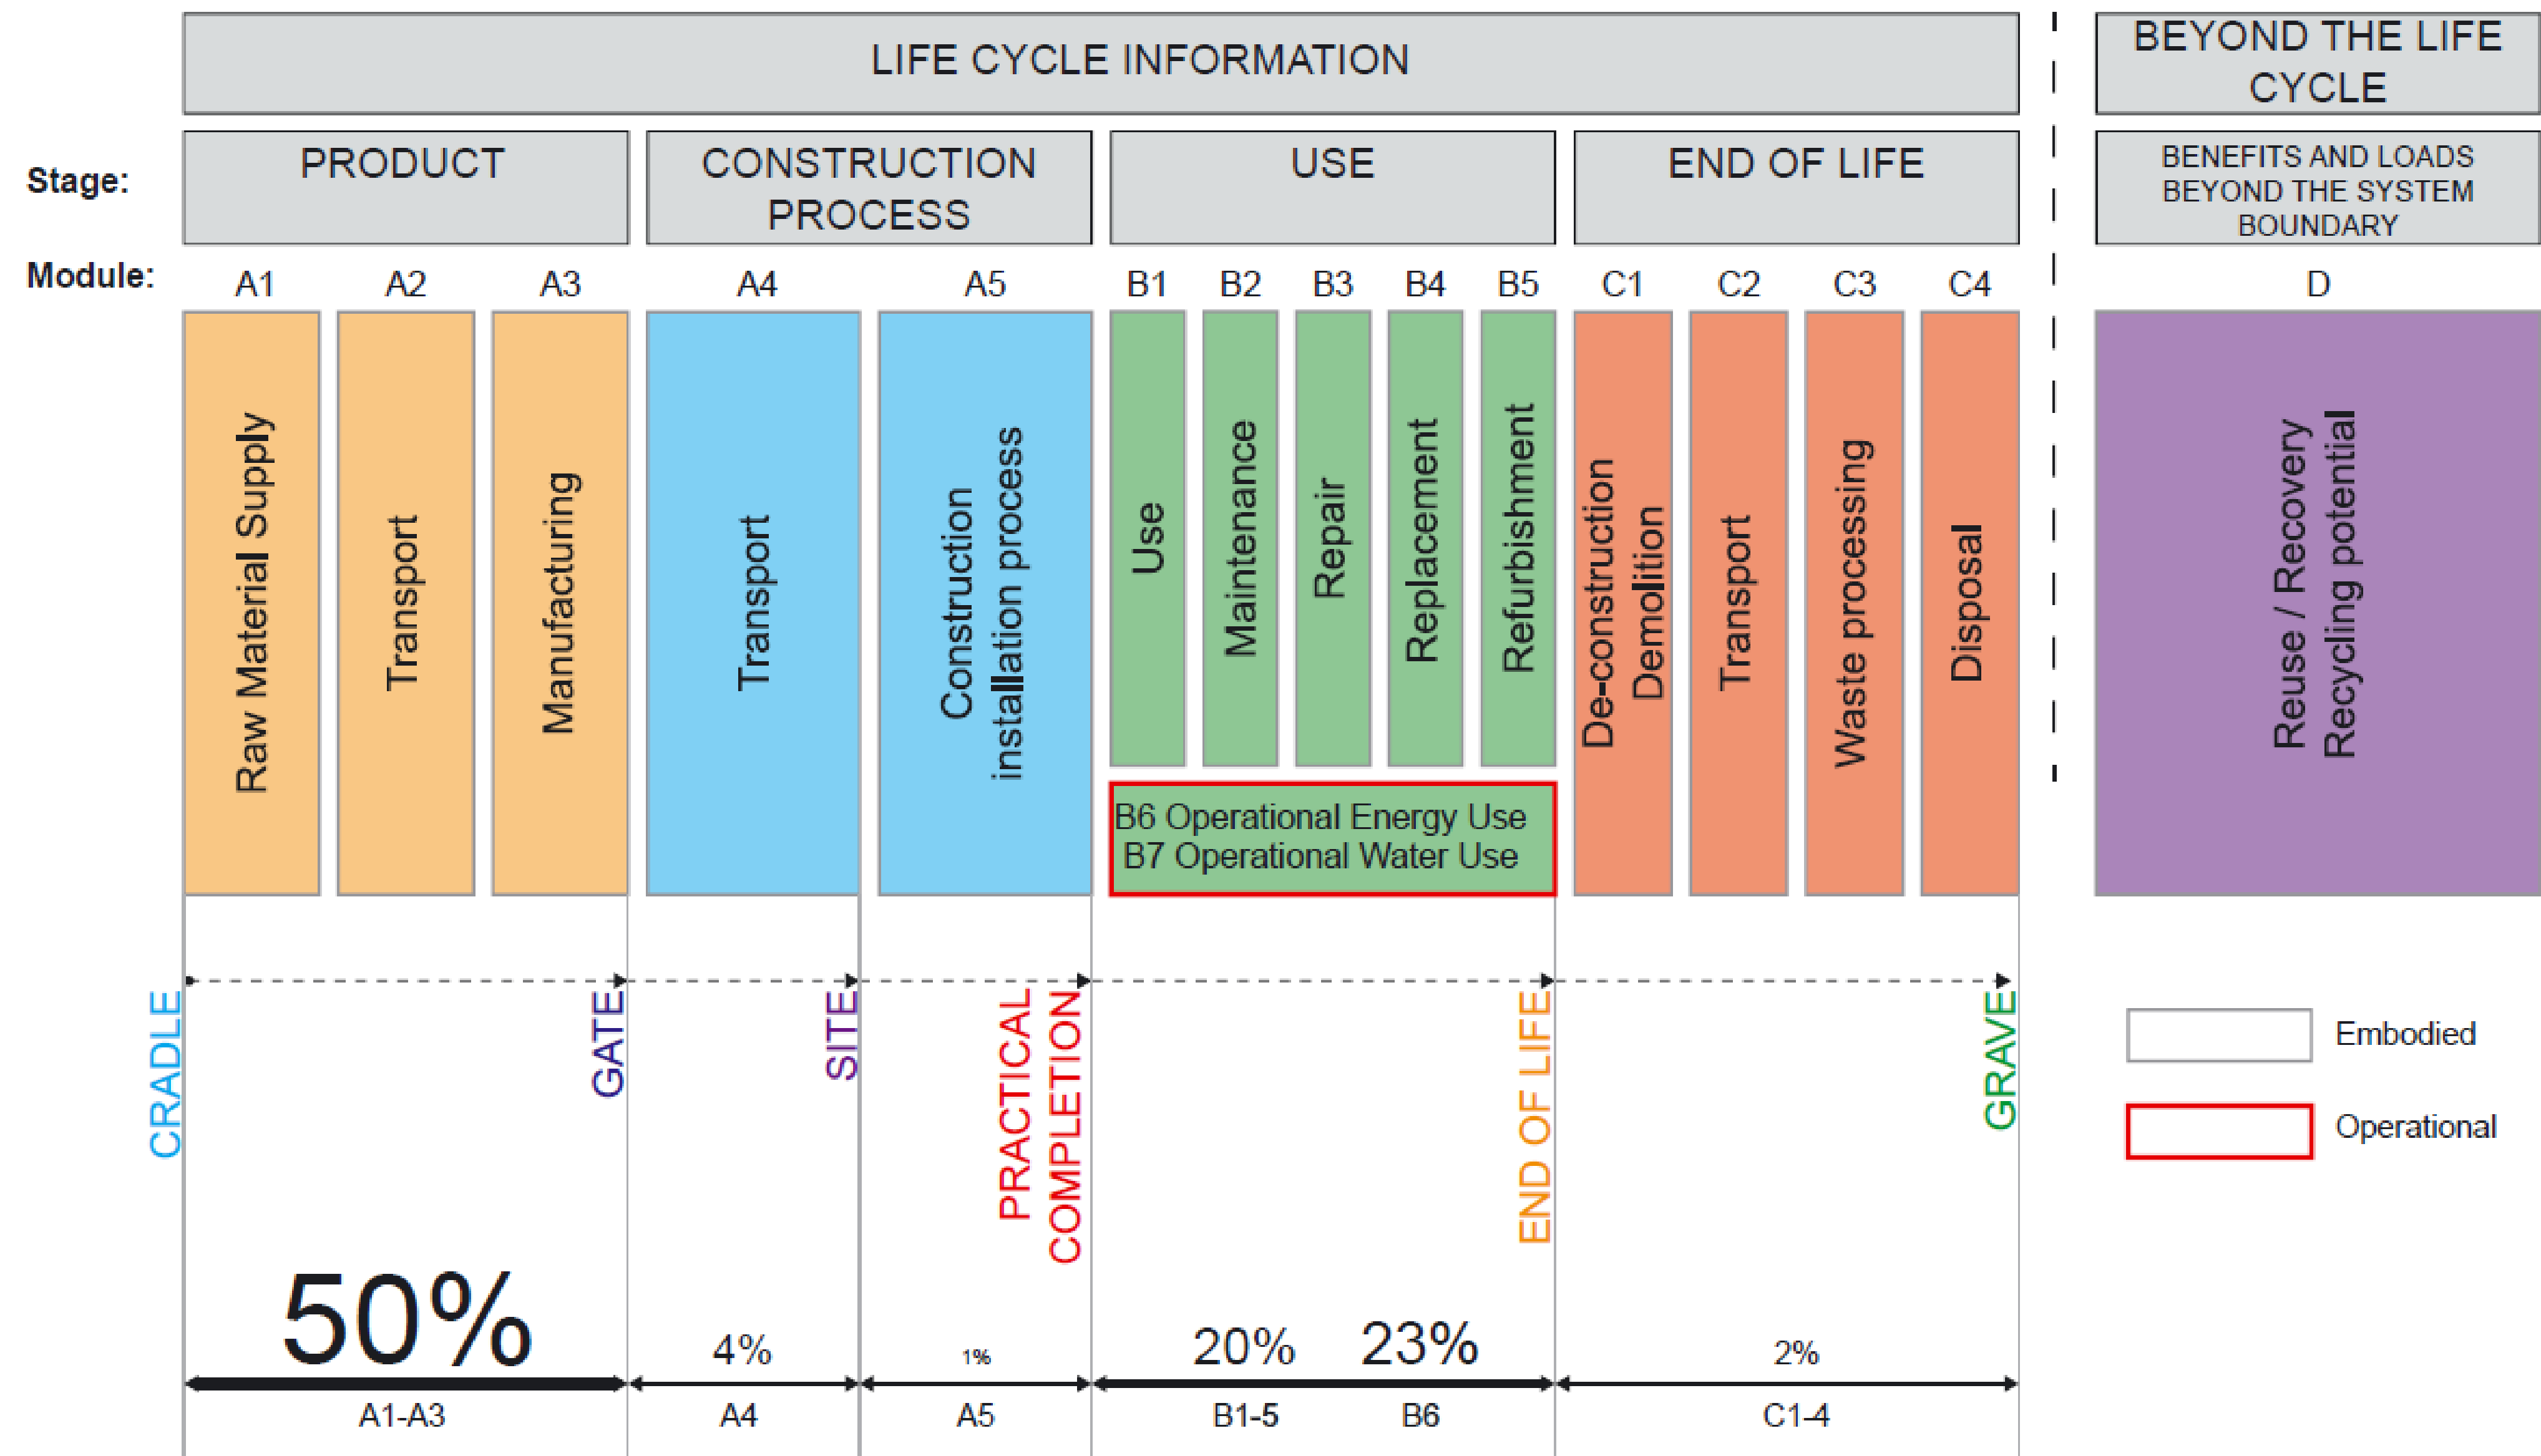 LIFE CYCLE INFORMATION
BEYOND THE LIFE
CYCLE
Stage:
PRODUCT
CONSTRUCTION
PROCESS
USE
END OF LIFE
BENEFITS AND LOADS
BEYOND THE SYSTEM
BOUNDARY
Module:
A1
A2
A3
A4
A5
B1
B2
B3
B4
B5
C1
C2
C3
C4
D
Raw Material Supply
Transport
Manufacturing
Transport
Construction
installation process
Use
Maintenance
Repair
Replacement
Refurbishment
De-construction
Demolition
Transport
Waste processing
Disposal
Reuse / Recovery
Recycling potential
B6 Operational Energy Use
B7 Operational Water Use
CRADLE
GATE
SITE
PRACTICAL
COMPLETION
END OF LIFE
GRAVE
Embodied
Operational
50%
4%
1%
20%
23%
2%
A1-A3
A4
A5
B1-5
B6
C1-4